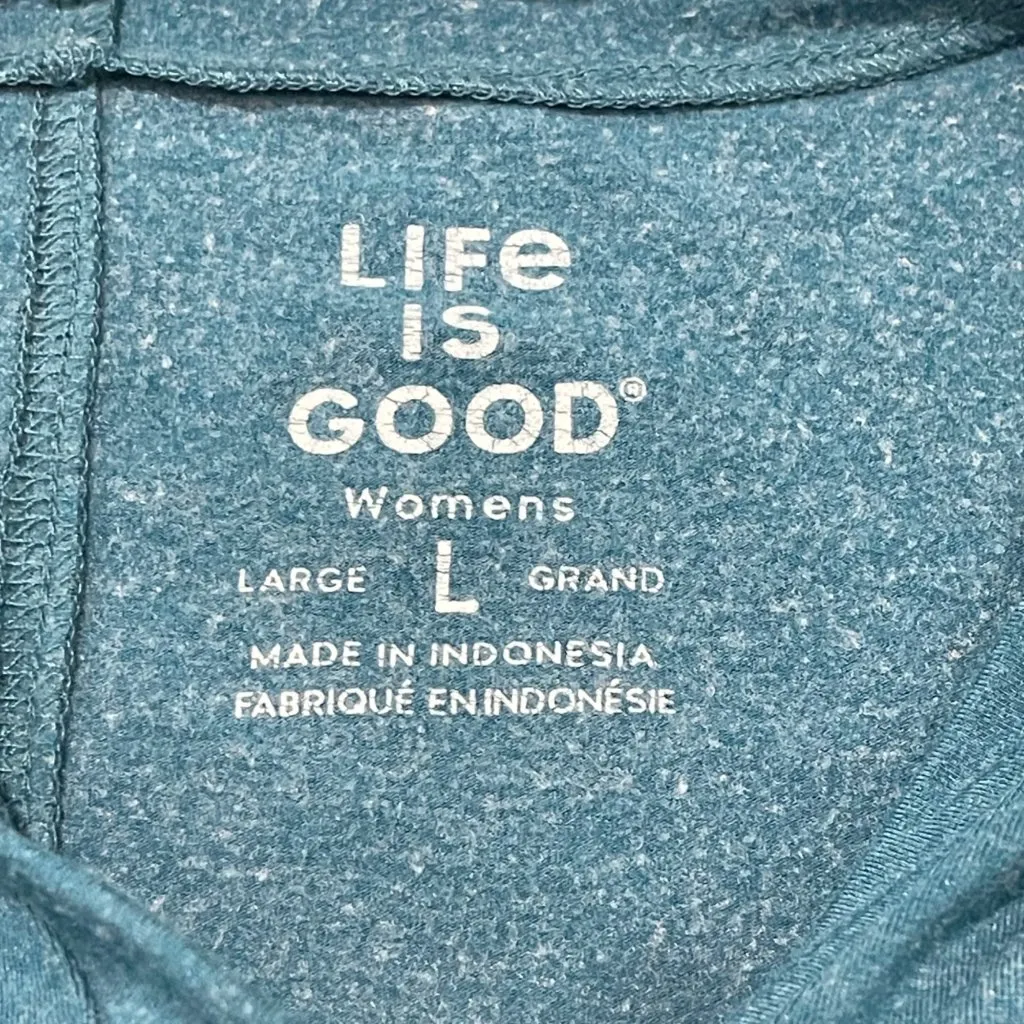 LIFe
IS
GOOD®
Womens
LARGE L GRAND
MADE IN INDONESIA
FABRIQUÉ EN INDONÉSIE